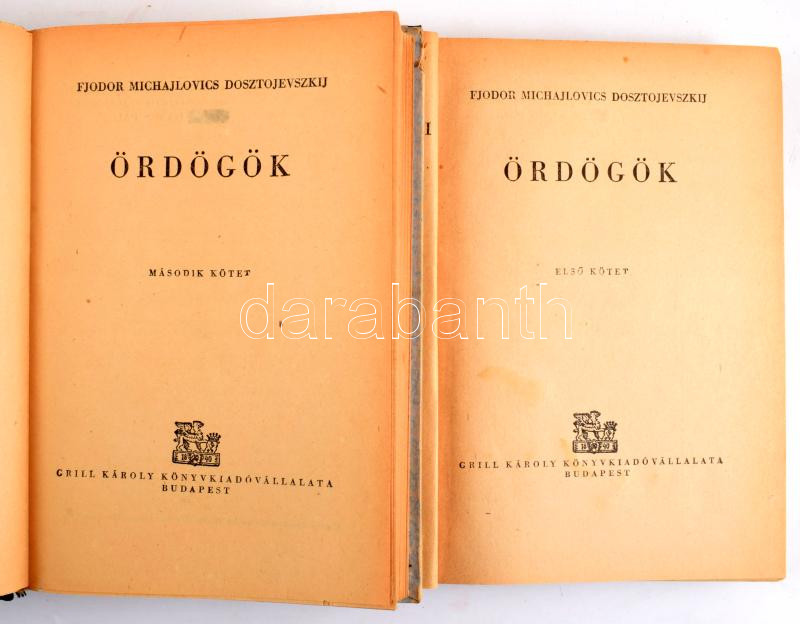 FJODOR MICHAJLOVICS DOSZTOJEVSZKIJ
ÖRDÖGÖK
MÁSODIK KÖTET
GRILL KÁROLY KÖNYVKIADÓVÁLLALATA
BUDAPEST
FJODOR MICHAJLOVICS DOSZTOJEVSZKIJ
ÖRDÖGÖK
ELSŐ KÖTET
GRILL KÁROLY KÖNYVKIADÓVÁLLALATA
BUDAPEST
darabanth